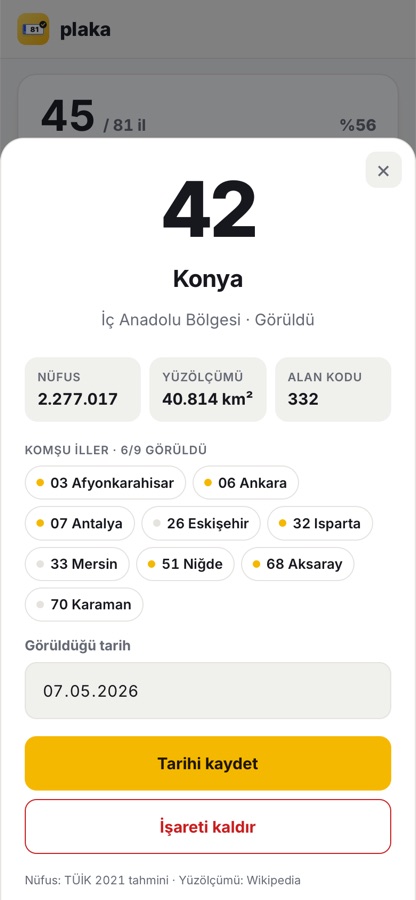 81
plaka
45 / 81 il %56
42
Konya
İç Anadolu Bölgesi · Görüldü
NÜFUS YÜZÖLÇÜMÜ ALAN KODU
2.277.017 40.814 km² 332
KOMŞU İLLER · 6/9 GÖRÜLDÜ
03 Afyonkarahisar 06 Ankara
07 Antalya 26 Eskişehir 32 Isparta
33 Mersin 51 Niğde 68 Aksaray
70 Karaman
Görüldüğü tarih
07.05.2026
Tarihi kaydet
İşareti kaldır
Nüfus: TÜİK 2021 tahmini · Yüzölçümü: Wikipedia